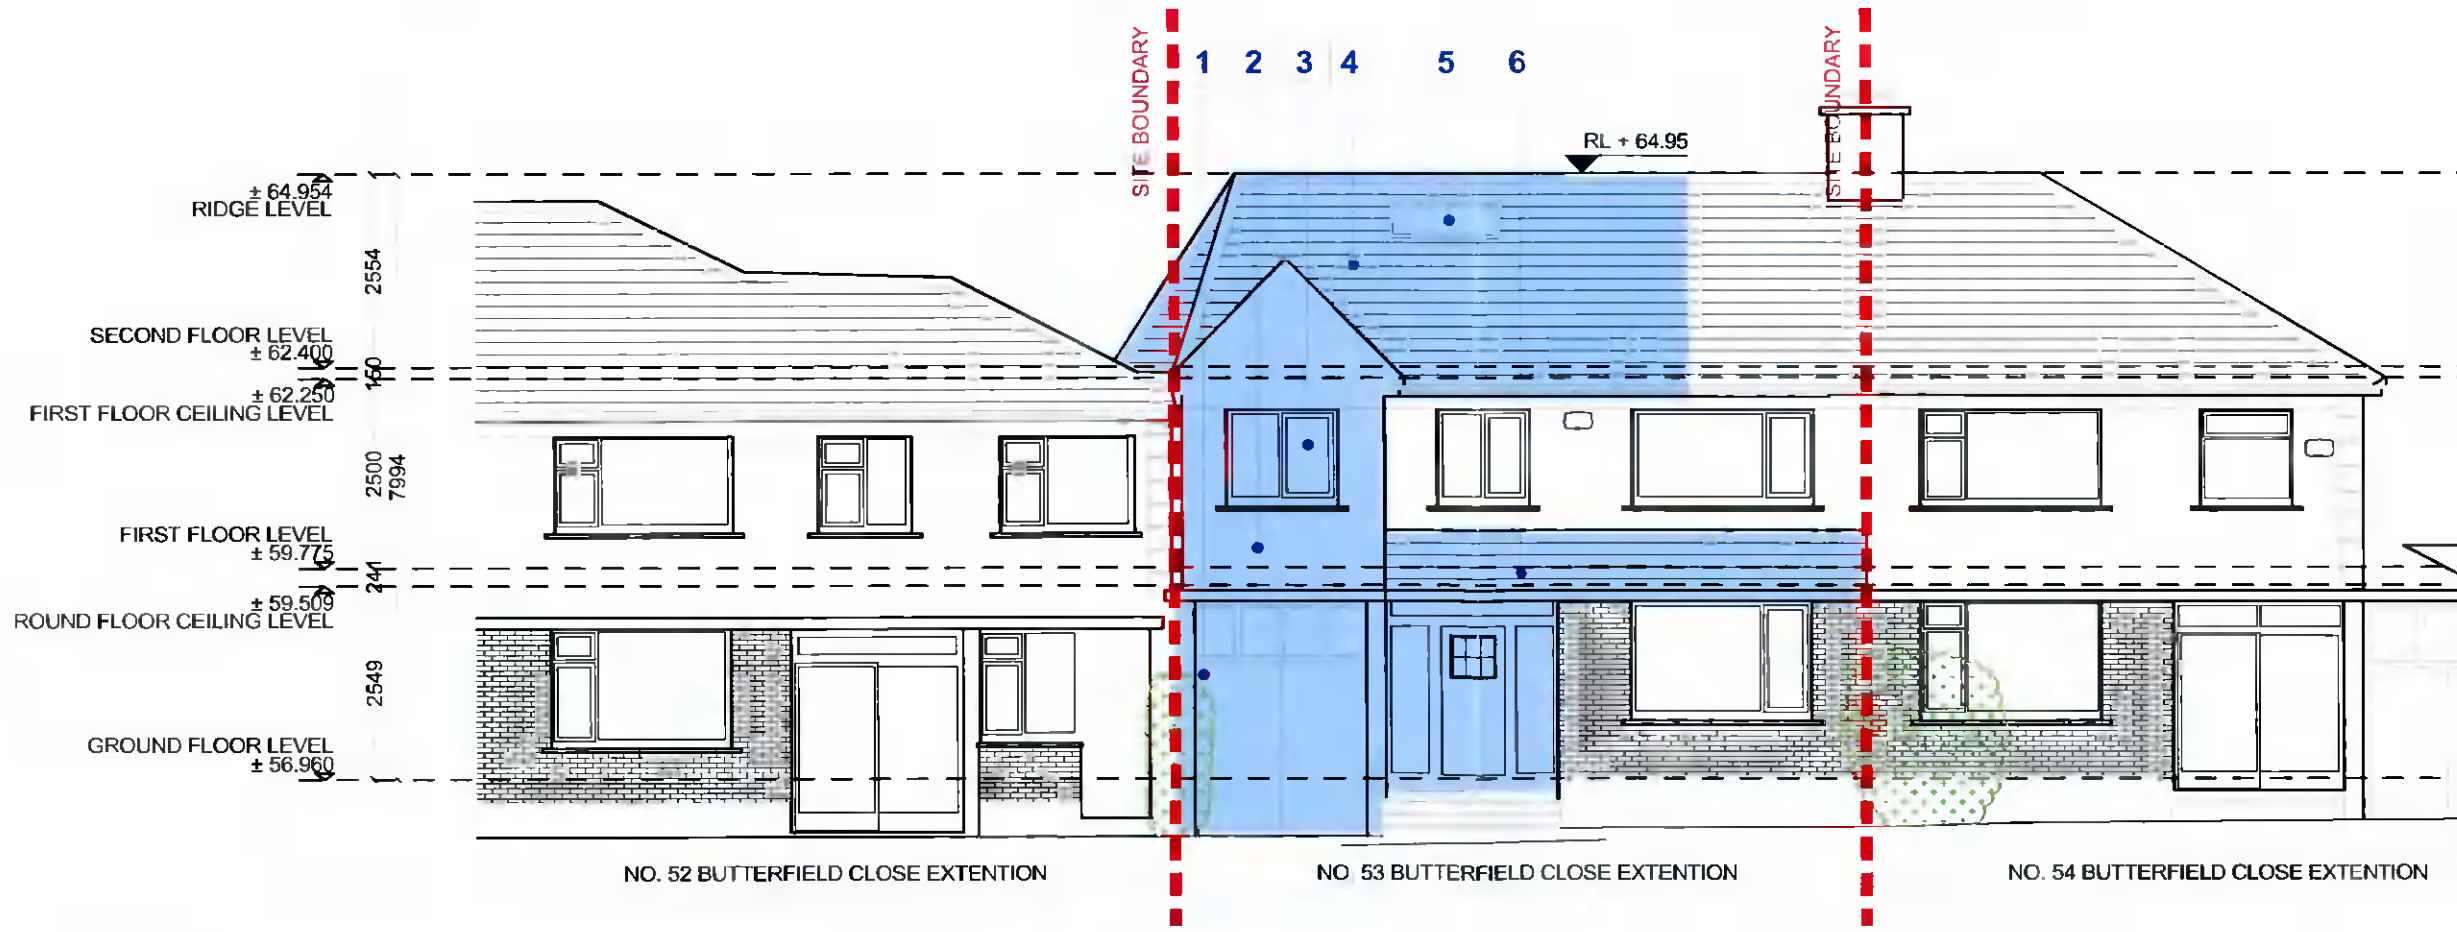 SITE BOUNDARY
1 2 3 4 5 6
SITE BOUNDARY
RL + 64.95
± 64.954
RIDGE LEVEL
2554
SECOND FLOOR LEVEL
± 62.400
150
± 62.250
FIRST FLOOR CEILING LEVEL
2500
7994
FIRST FLOOR LEVEL
± 59.775
241
± 59.509
ROUND FLOOR CEILING LEVEL
2549
GROUND FLOOR LEVEL
± 56.960
NO. 52 BUTTERFIELD CLOSE EXTENTION
NO 53 BUTTERFIELD CLOSE EXTENTION
NO. 54 BUTTERFIELD CLOSE EXTENTION